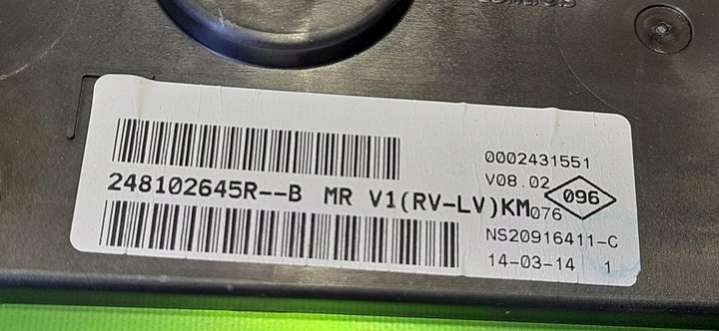 0002431551
V08.02
096
248102645R--B MR V1(RV-LV)KM
076
NS20916411-C
14-03-14 1